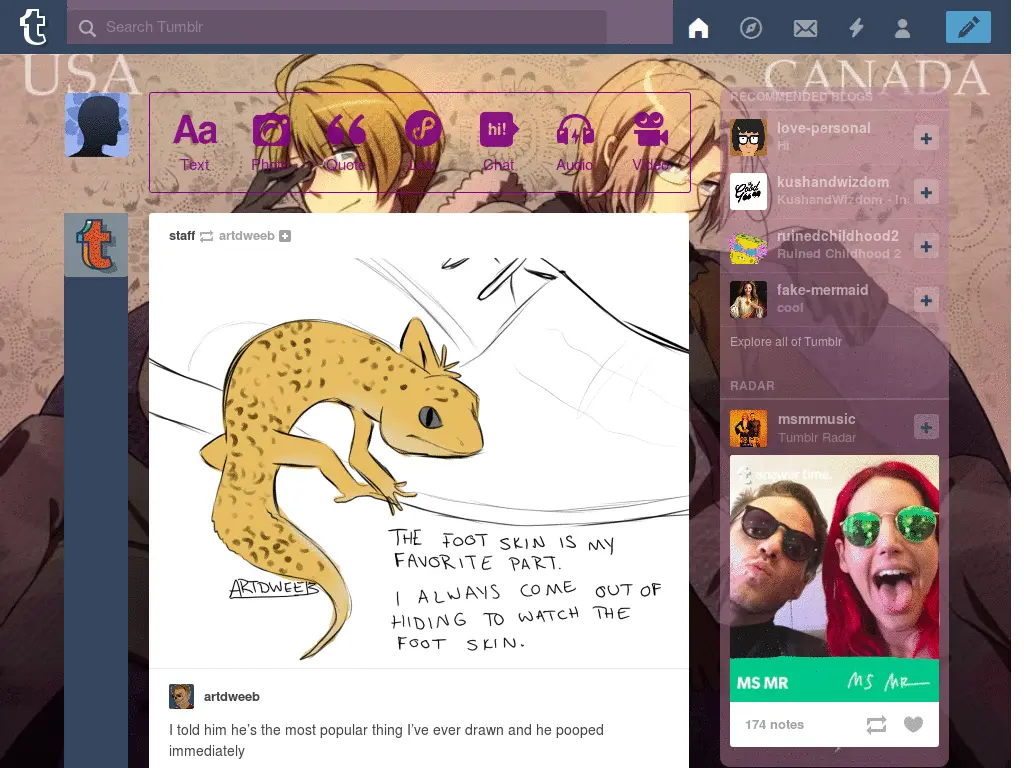 t
Search Tumblr
USA
CANADA
Aa
hi!
Text
Photo
Quote
Link
Chat
Audio
Video
staff
artdweeb
THE FOOT SKIN IS MY
FAVORITE PART.
I ALWAYS COME OUT OF
HIDING TO WATCH THE
FOOT SKIN.
ARTDWEEB
artdweeb
I told him he's the most popular thing I've ever drawn and he pooped
immediately
RECOMMENDED BLOGS
love-personal
Hi
kushandwizdom
KushandWizdom - In
ruinedchildhood2
Ruined Childhood 2
fake-mermaid
cool
Explore all of Tumblr
RADAR
msmrmusic
Tumblr Radar
t answer time.
MS MR
MS MR
174 notes